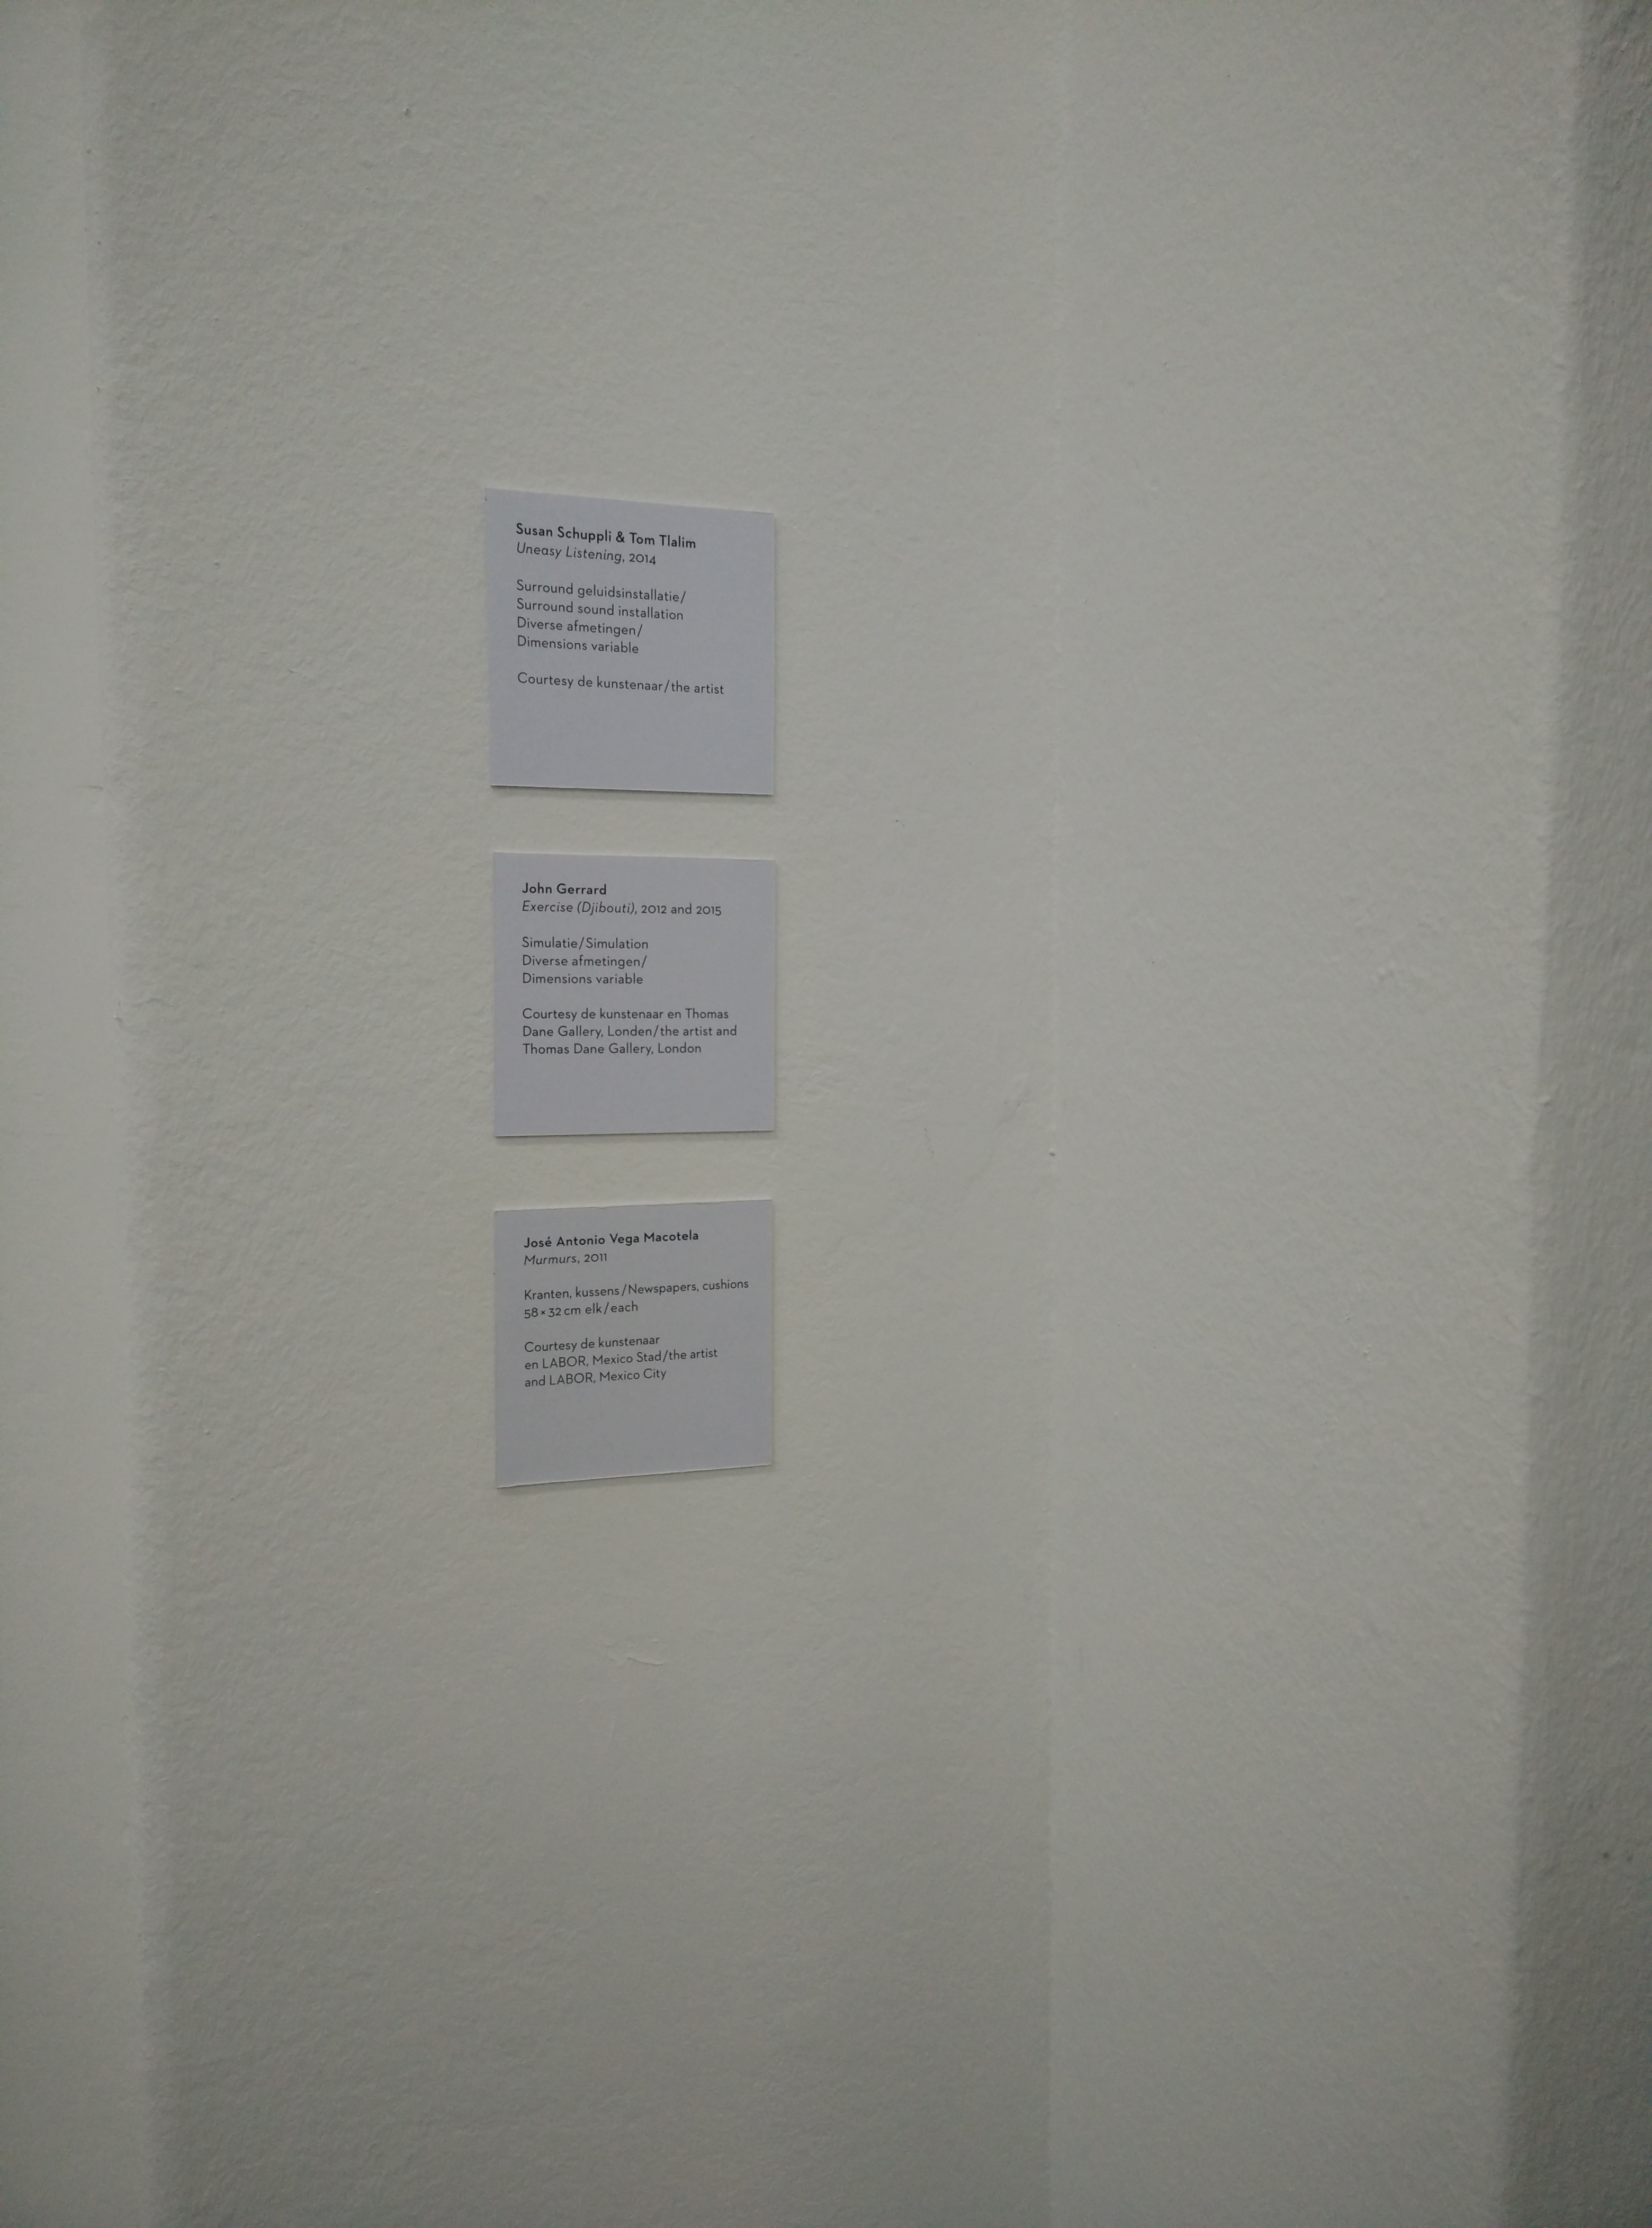 Susan Schuppli & Tom Tlalim
Uneasy Listening, 2014
Surround geluidsinstallatie/
Surround sound installation
Diverse afmetingen/
Dimensions variable
Courtesy de kunstenaar/the artist
John Gerrard
Exercise (Djibouti), 2012 and 2015
Simulatie/Simulation
Diverse afmetingen/
Dimensions variable
Courtesy de kunstenaar en Thomas
Dane Gallery, Londen/the artist and
Thomas Dane Gallery, London
José Antonio Vega Macotela
Murmurs, 2011
Kranten, kussens/Newspapers, cushions
58×32 cm elk/each
Courtesy de kunstenaar
en LABOR, Mexico Stad/the artist
and LABOR, Mexico City